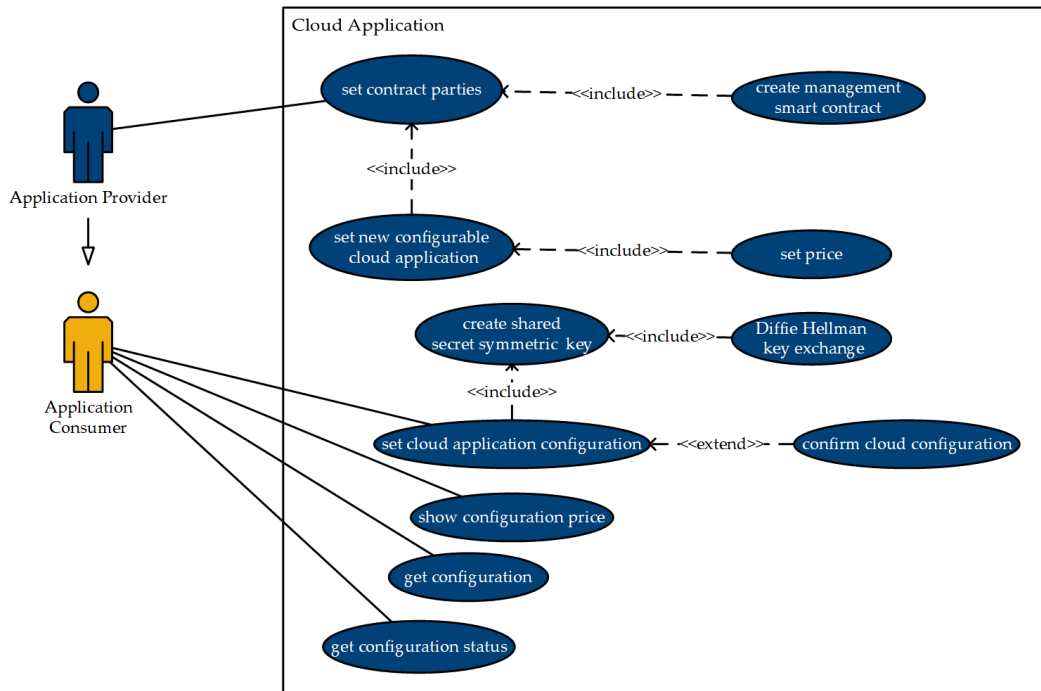 Cloud Application
set contract parties
<<include>>
create management
smart contract
<<include>>
Application Provider
set new configurable
cloud application
<<include>>
set price
create shared
secret symmetric key
<<include>>
Diffie Hellman
key exchange
<<include>>
Application
Consumer
set cloud application configuration
<<extend>>
confirm cloud configuration
show configuration price
get configuration
get configuration status